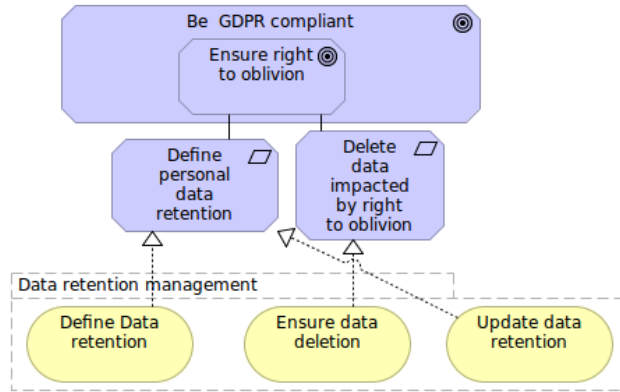 Be GDPR compliant
Ensure right
to oblivion
Define
personal
data
retention
Delete
data
impacted
by right
to oblivion
Data retention management
Define Data
retention
Ensure data
deletion
Update data
retention